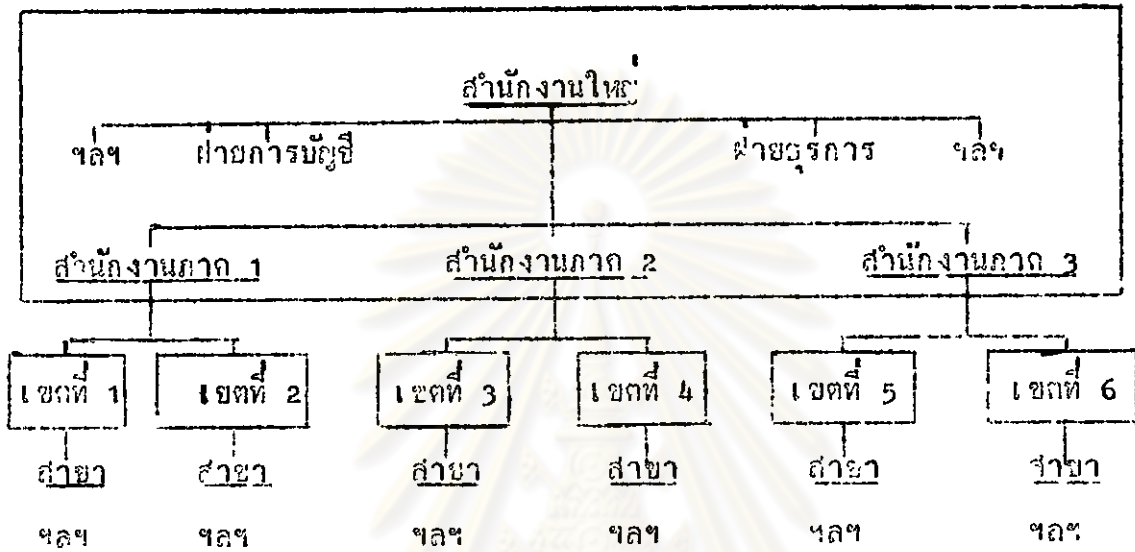 สำนักงานใหญ่
ฯลฯ ฝ่ายการบัญชี ฝ่ายธุรการ ฯลฯ
สำนักงานภาค 1 สำนักงานภาค 2 สำนักงานภาค 3
เขตที่ 1 เขตที่ 2 เขตที่ 3 เขตที่ 4 เขตที่ 5 เขตที่ 6
สาขา สาขา สาขา สาขา สาขา สาขา
ฯลฯ ฯลฯ ฯลฯ ฯลฯ ฯลฯ ฯลฯ